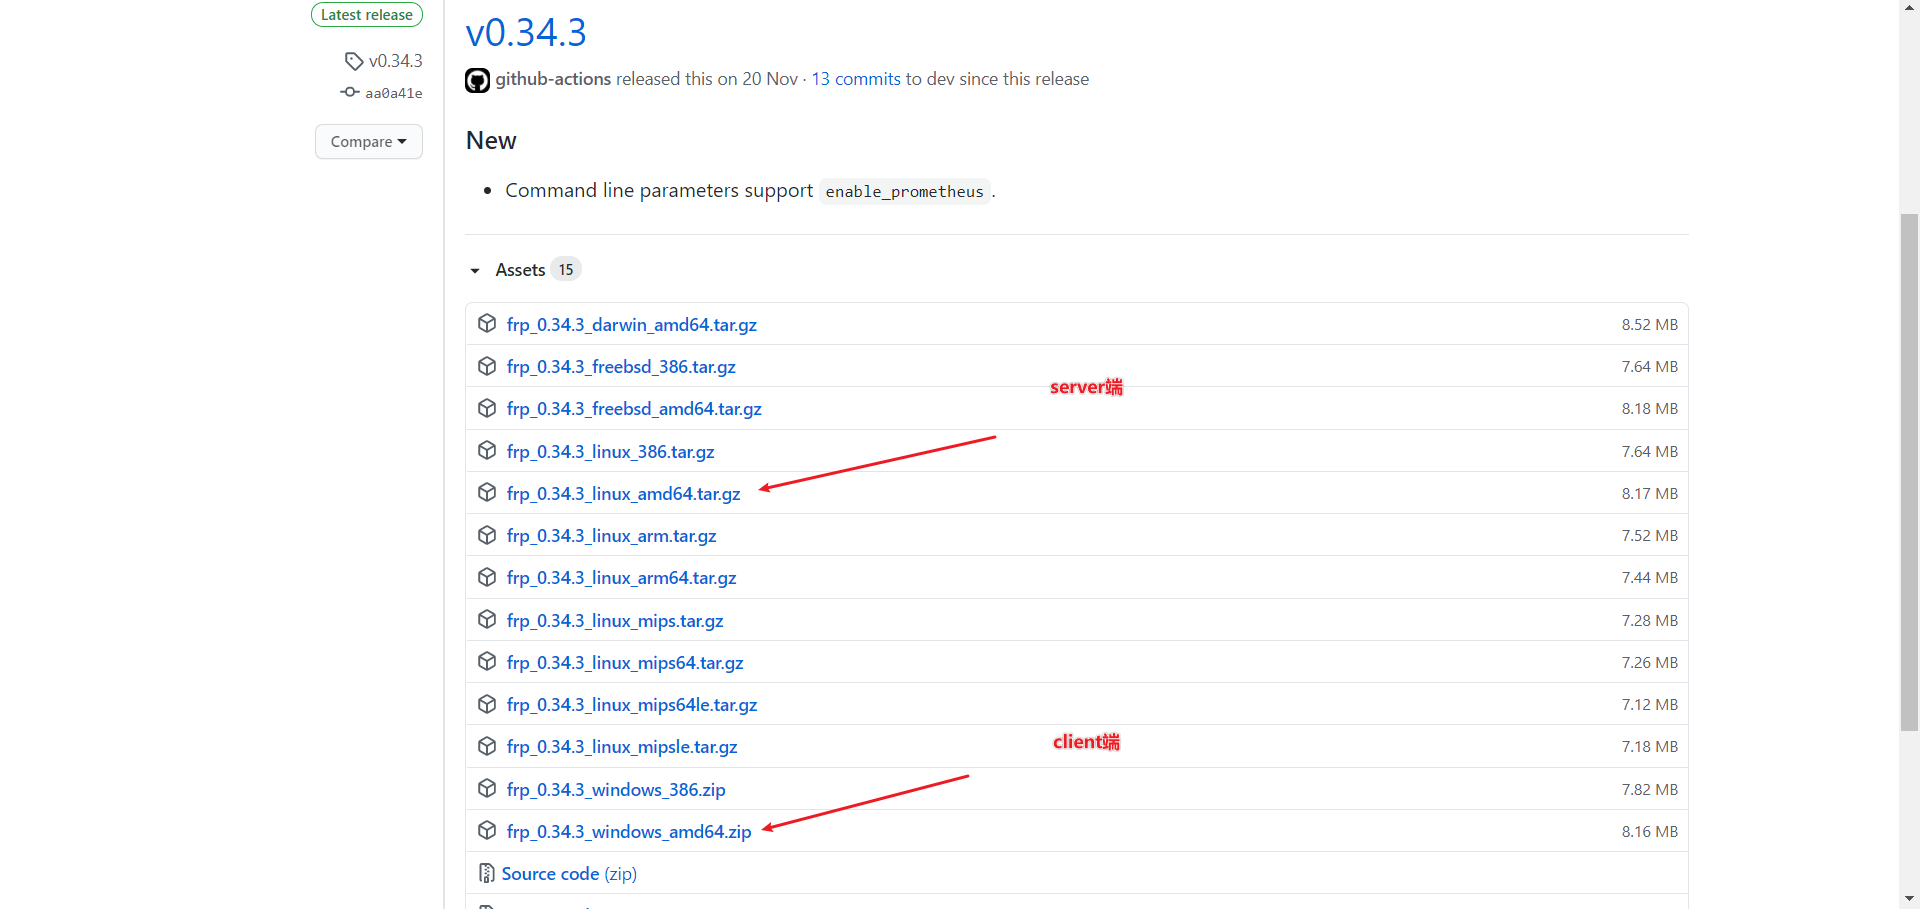 Latest release
v0.34.3
aa0a41e
Compare
v0.34.3
github-actions released this on 20 Nov · 13 commits to dev since this release
New
Command line parameters support enable_prometheus.
Assets 15
frp_0.34.3_darwin_amd64.tar.gz 8.52 MB
frp_0.34.3_freebsd_386.tar.gz 7.64 MB
server端
frp_0.34.3_freebsd_amd64.tar.gz 8.18 MB
frp_0.34.3_linux_386.tar.gz 7.64 MB
frp_0.34.3_linux_amd64.tar.gz 8.17 MB
frp_0.34.3_linux_arm.tar.gz 7.52 MB
frp_0.34.3_linux_arm64.tar.gz 7.44 MB
frp_0.34.3_linux_mips.tar.gz 7.28 MB
frp_0.34.3_linux_mips64.tar.gz 7.26 MB
frp_0.34.3_linux_mips64le.tar.gz 7.12 MB
frp_0.34.3_linux_mipsle.tar.gz 7.18 MB
client端
frp_0.34.3_windows_386.zip 7.82 MB
frp_0.34.3_windows_amd64.zip 8.16 MB
Source code (zip)